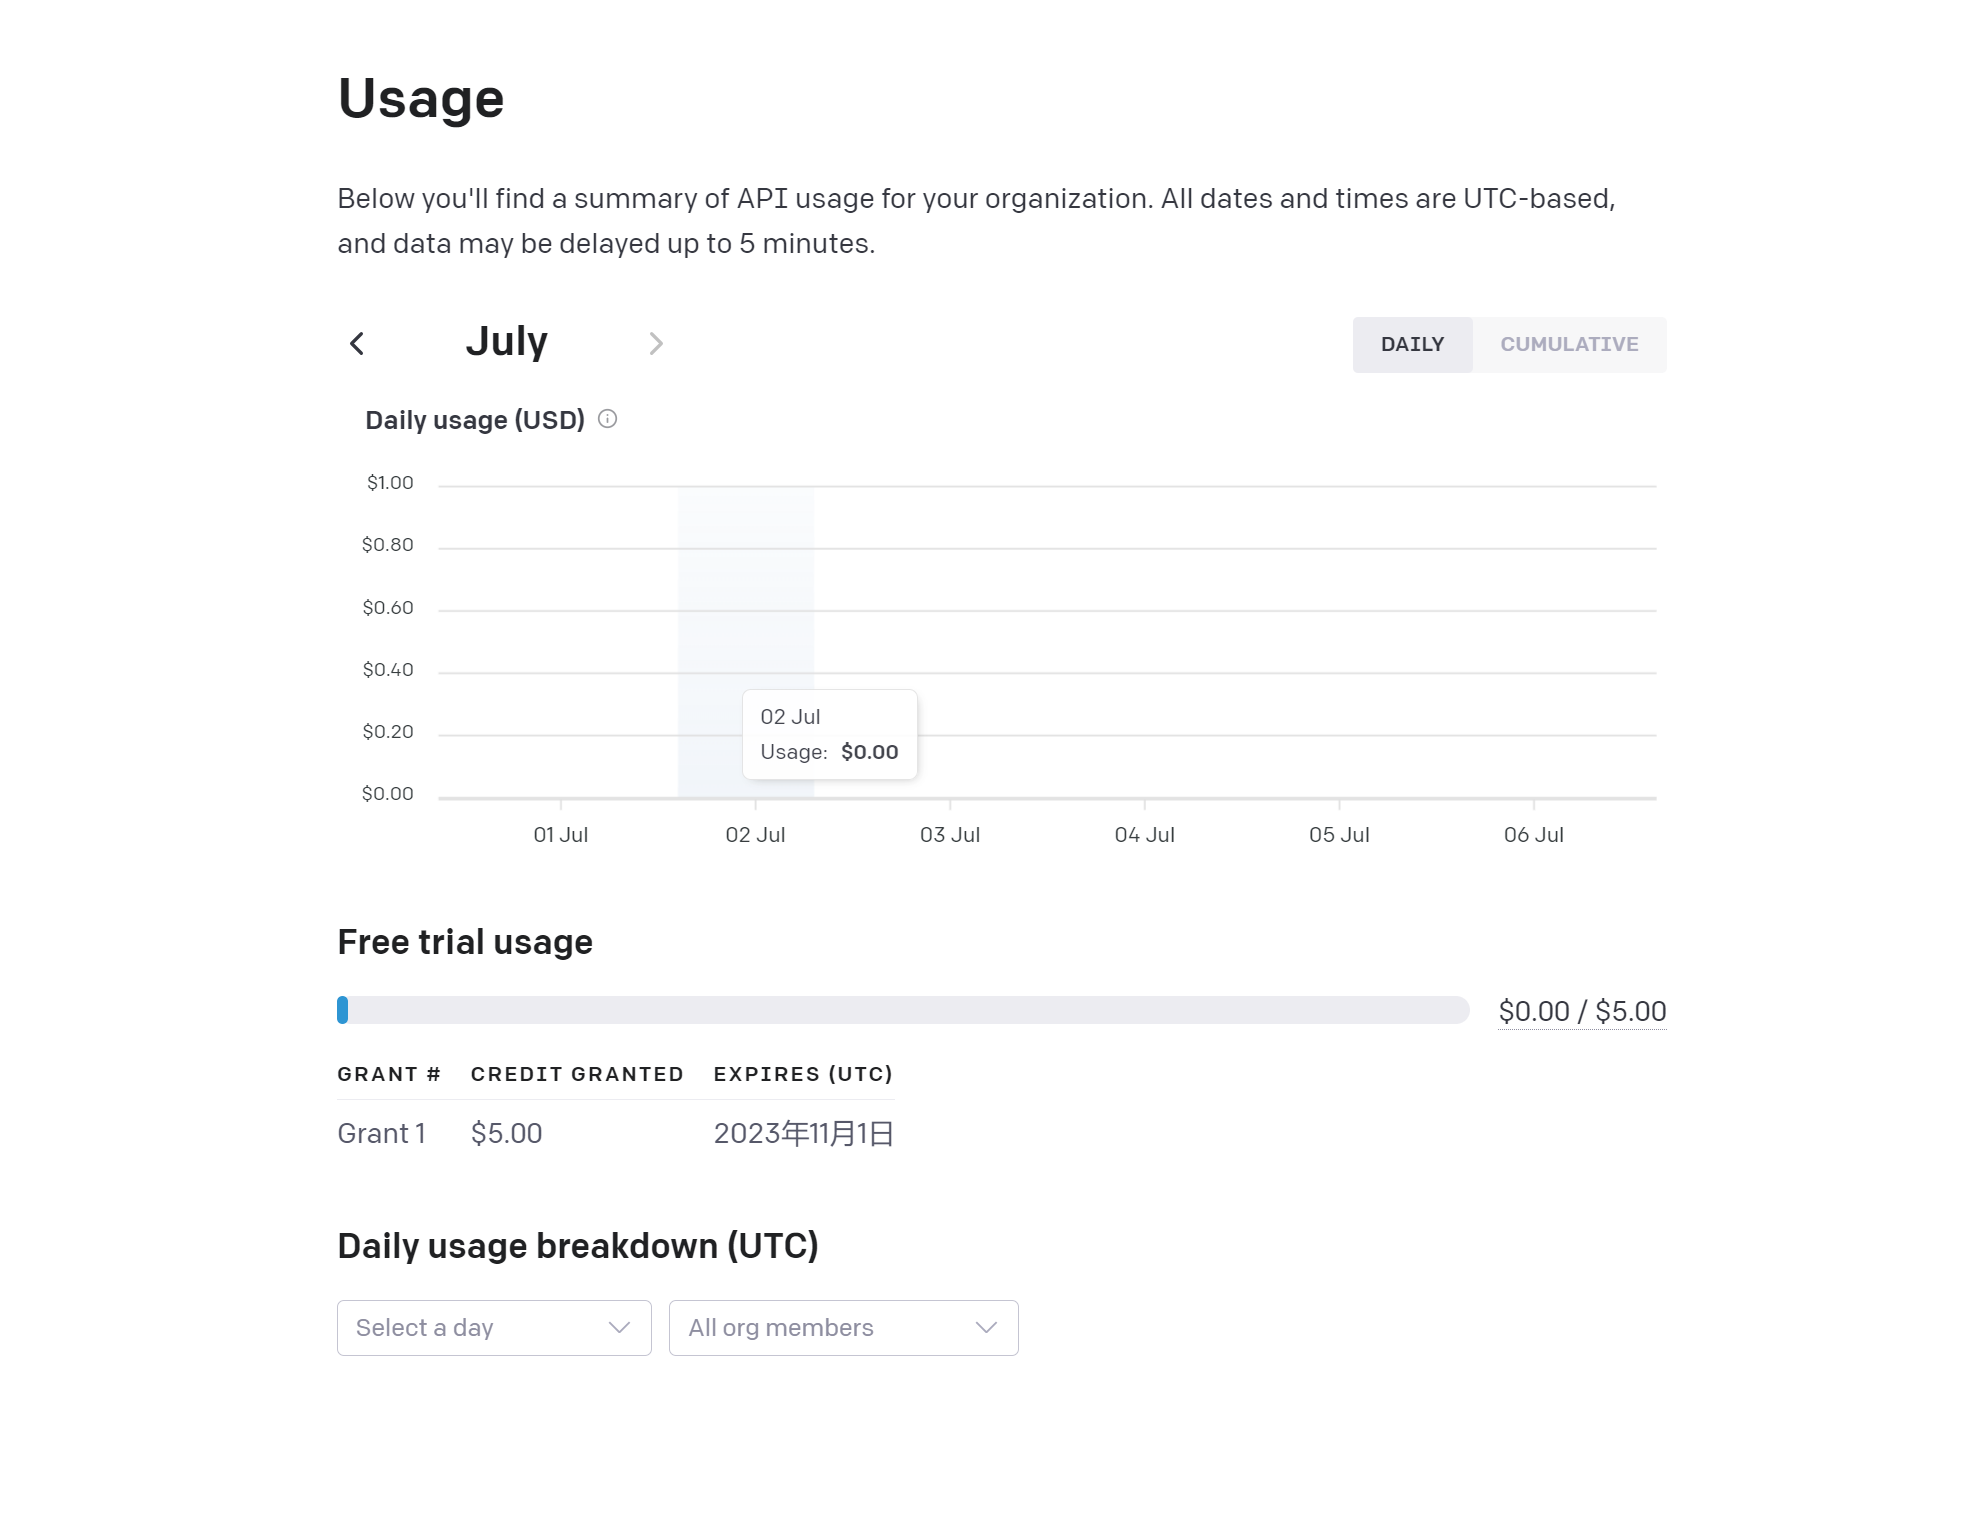 Usage
Below you'll find a summary of API usage for your organization. All dates and times are UTC-based,
and data may be delayed up to 5 minutes.
July
DAILY CUMULATIVE
Daily usage (USD)
$1.00
$0.80
$0.60
$0.40
$0.20
$0.00
02 Jul
Usage: $0.00
01 Jul 02 Jul 03 Jul 04 Jul 05 Jul 06 Jul
Free trial usage
$0.00 / $5.00
GRANT # CREDIT GRANTED EXPIRES (UTC)
Grant 1 $5.00 2023年11月1日
Daily usage breakdown (UTC)
Select a day All org members